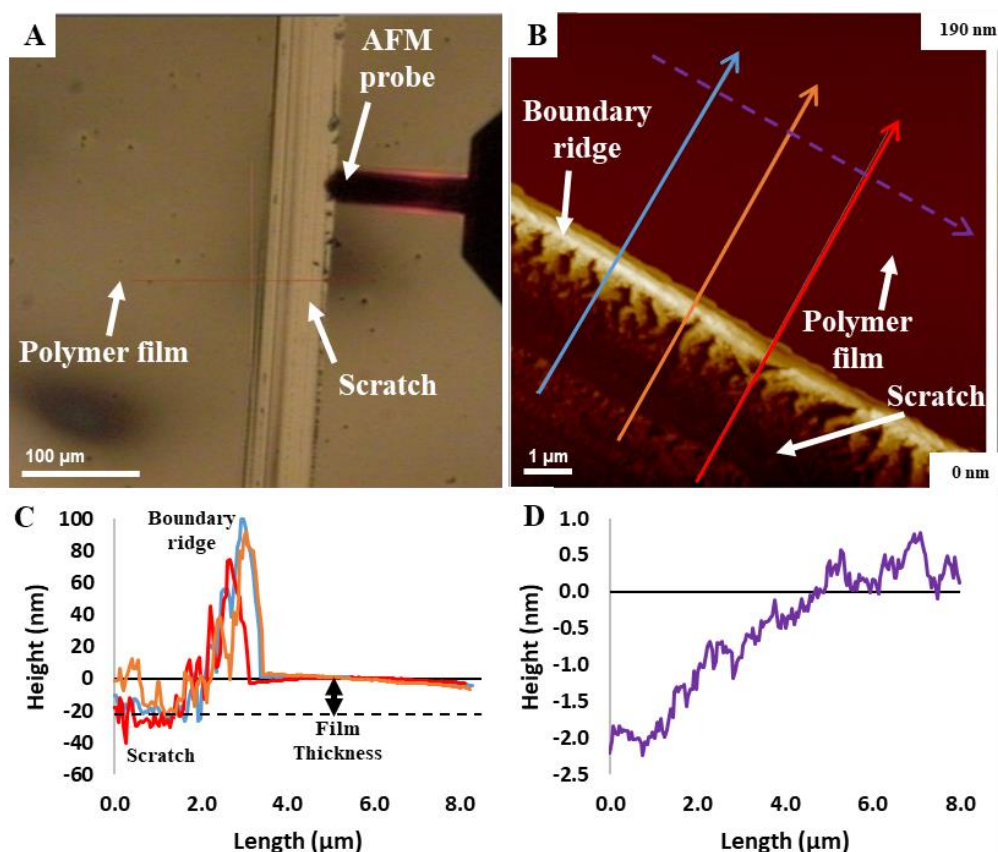 A
AFM
probe
Polymer film
Scratch
100 µm
B
190 nm
Boundary
ridge
Polymer
film
Scratch
1 µm
0 nm
C
Boundary
ridge
100
80
60
40
20
0
-20
-40
-60
Height (nm)
Scratch
Film
Thickness
0.0 2.0 4.0 6.0 8.0
Length (µm)
D
1.0
0.5
0.0
-0.5
-1.0
-1.5
-2.0
-2.5
Height (nm)
0.0 2.0 4.0 6.0 8.0
Length (µm)